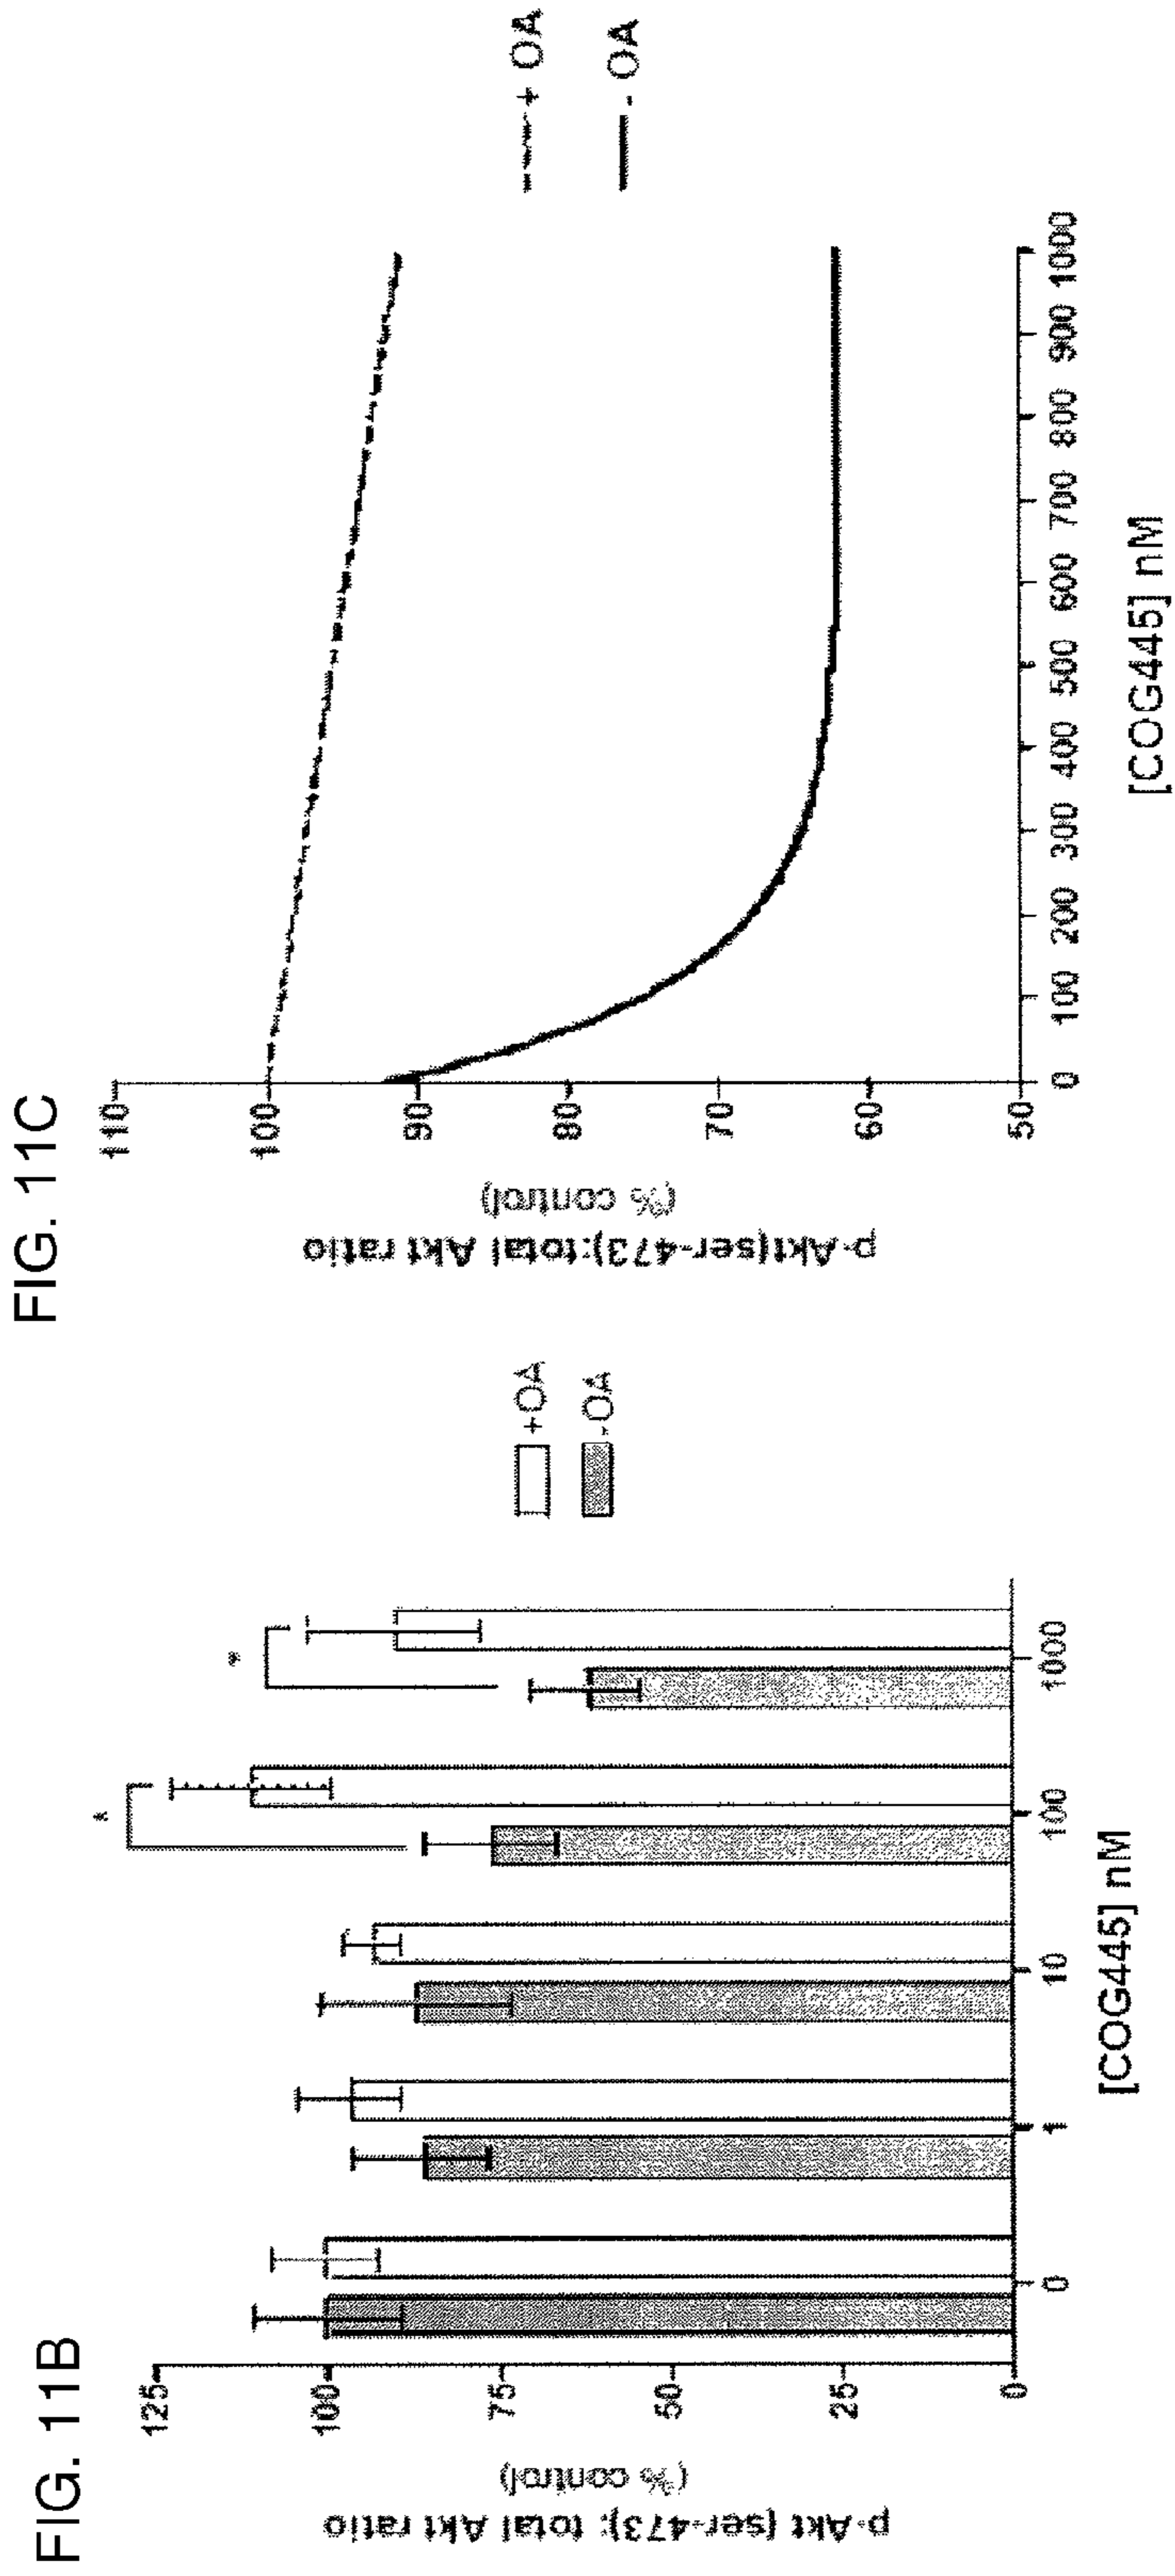 FIG. 11B
p-Akt (ser-473): total Akt ratio
(% control)
125
100
75
50
25
0
0
1
10
100
1000
[COG445] nM
*
*
+OA
-OA
FIG. 11C
p-Akt(ser-473):total Akt ratio
(% control)
110
100
90
80
70
60
50
0 100 200 300 400 500 600 700 800 900 1000
[COG445] nM
+ OA
- OA